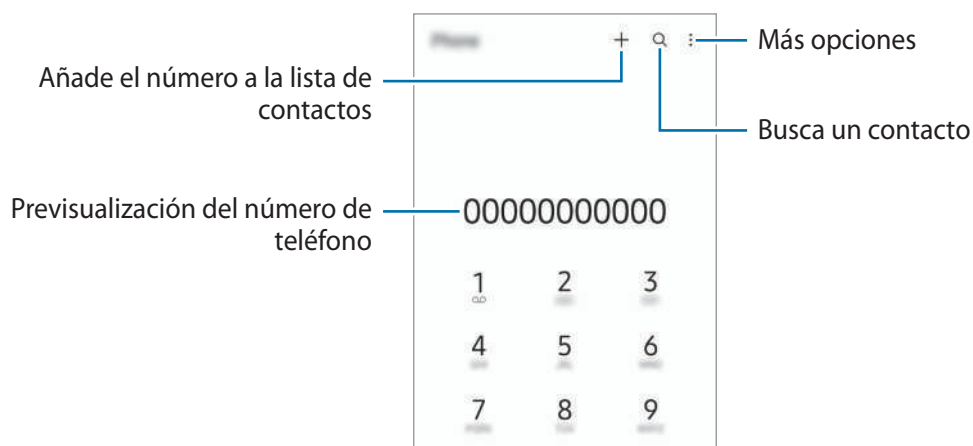 Phone
Más opciones
Añade el número a la lista de
contactos
Busca un contacto
Previsualización del número de
teléfono
00000000000
1 2 3
4 5 6
7 8 9